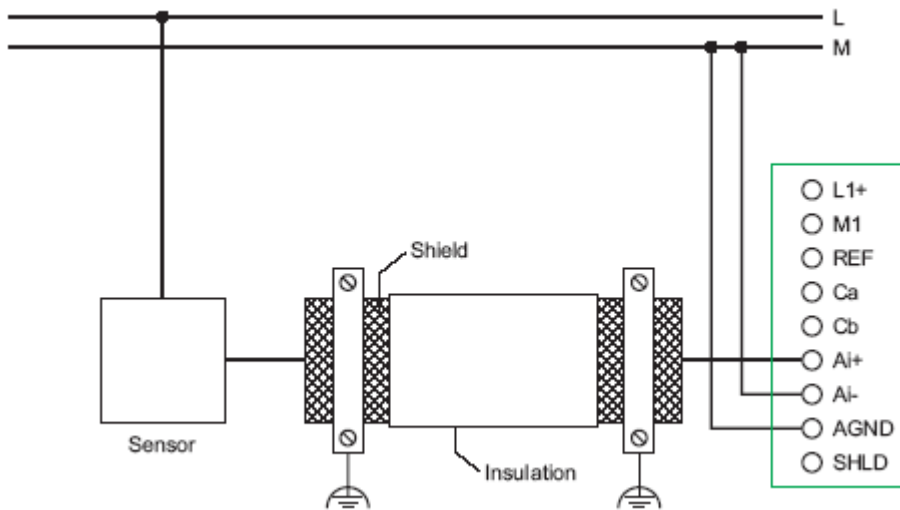 L
M
L1+
M1
REF
Ca
Cb
Ai+
Ai-
AGND
SHLD
Shield
Sensor
Insulation